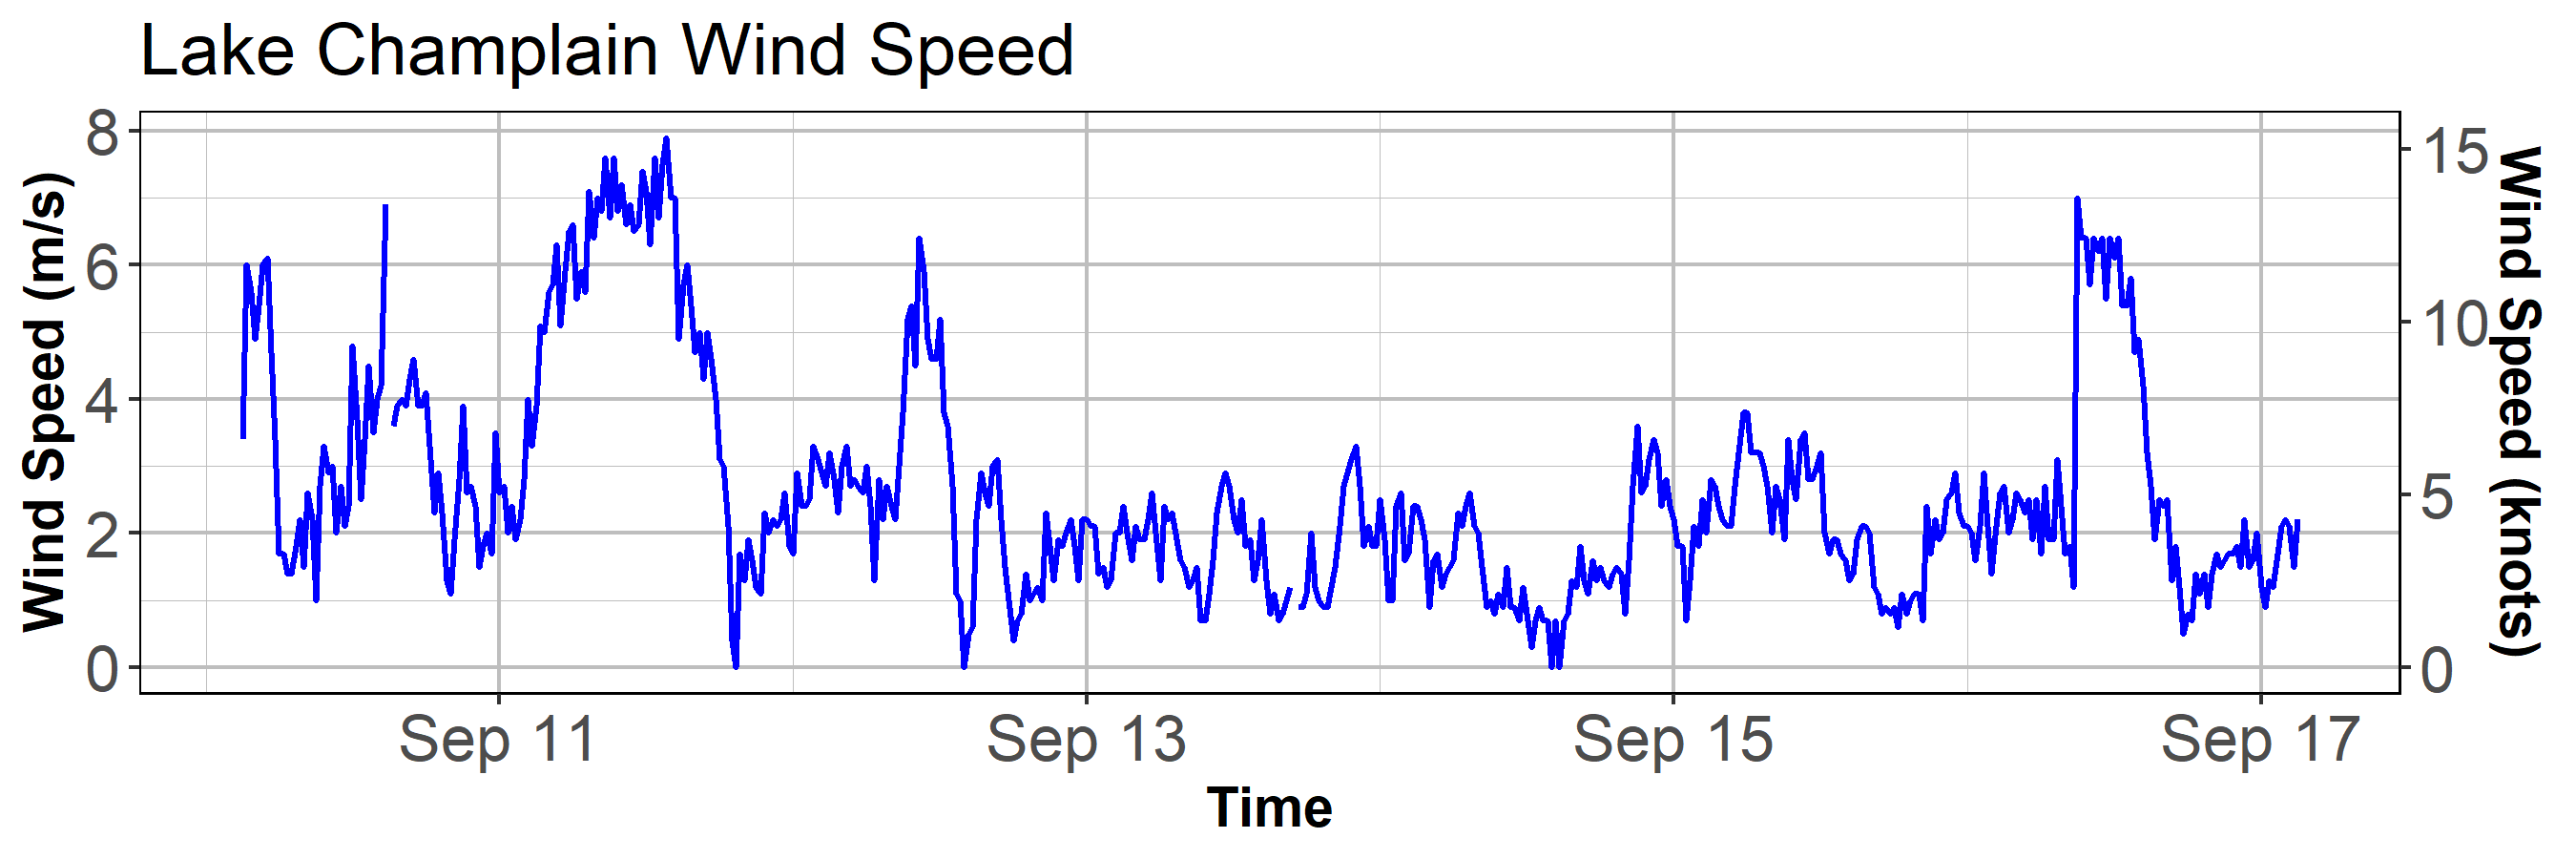 Lake Champlain Wind Speed
Wind Speed (m/s)
8
6
4
2
0
15
10
5
0
Wind Speed (knots)
Sep 11
Sep 13
Sep 15
Sep 17
Time